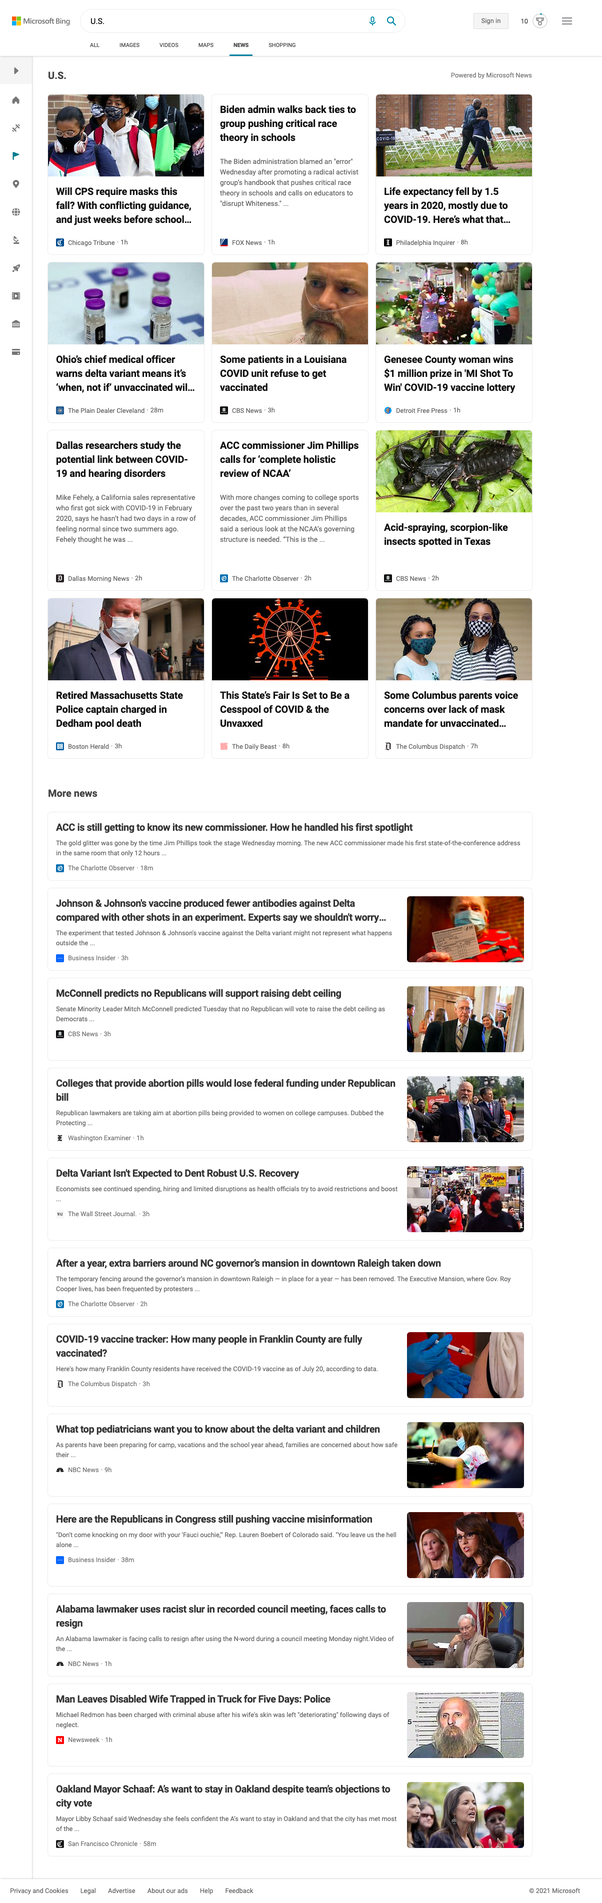 Microsoft Bing
U.S.
Sign in
10
ALL
IMAGES
VIDEOS
MAPS
NEWS
SHOPPING
U.S.
Powered by Microsoft News
Will CPS require masks this
fall? With conflicting guidance,
and just weeks before school...
Chicago Tribune · 1h
Biden admin walks back ties to
group pushing critical race
theory in schools
The Biden administration blamed an "error"
Wednesday after promoting a radical activist
group's handbook that pushes critical race
theory in schools and calls on educators to
"disrupt Whiteness." ...
FOX News · 1h
Life expectancy fell by 1.5
years in 2020, mostly due to
COVID-19. Here's what that...
Philadelphia Inquirer · 8h
Ohio's chief medical officer
warns delta variant means it's
'when, not if' unvaccinated wil...
The Plain Dealer Cleveland · 28m
Some patients in a Louisiana
COVID unit refuse to get
vaccinated
CBS News · 3h
Genesee County woman wins
$1 million prize in 'MI Shot To
Win' COVID-19 vaccine lottery
Detroit Free Press · 1h
Dallas researchers study the
potential link between COVID-
19 and hearing disorders
Mike Fehely, a California sales representative
who first got sick with COVID-19 in February
2020, says he hasn't had two days in a row of
feeling normal since two summers ago.
Fehely thought he was ...
Dallas Morning News · 2h
ACC commissioner Jim Phillips
calls for 'complete holistic
review of NCAA'
With more changes coming to college sports
over the past two years than in several
decades, ACC commissioner Jim Phillips
said a serious look at the NCAA's governing
structure is needed. "This is the ...
The Charlotte Observer · 2h
Acid-spraying, scorpion-like
insects spotted in Texas
CBS News · 2h
Retired Massachusetts State
Police captain charged in
Dedham pool death
Boston Herald · 3h
This State's Fair Is Set to Be a
Cesspool of COVID & the
Unvaxxed
The Daily Beast · 8h
Some Columbus parents voice
concerns over lack of mask
mandate for unvaccinated...
The Columbus Dispatch · 7h
More news
ACC is still getting to know its new commissioner. How he handled his first spotlight
The gold glitter was gone by the time Jim Phillips took the stage Wednesday morning. The new ACC commissioner made his first state-of-the-conference address
in the same room that only 12 hours ...
The Charlotte Observer · 18m
Johnson & Johnson's vaccine produced fewer antibodies against Delta
compared with other shots in an experiment. Experts say we shouldn't worry...
The experiment that tested Johnson & Johnson's vaccine against the Delta variant might not represent what happens
outside the ...
Business Insider · 3h
McConnell predicts no Republicans will support raising debt ceiling
Senate Minority Leader Mitch McConnell predicted Tuesday that no Republican will vote to raise the debt ceiling as
Democrats ...
CBS News · 3h
Colleges that provide abortion pills would lose federal funding under Republican
bill
Republican lawmakers are taking aim at abortion pills being provided to women on college campuses. Dubbed the
Protecting ...
Washington Examiner · 1h
Delta Variant Isn't Expected to Dent Robust U.S. Recovery
Economists see continued spending, hiring and limited disruptions as health officials try to avoid restrictions and boost
...
The Wall Street Journal. · 3h
After a year, extra barriers around NC governor's mansion in downtown Raleigh taken down
The temporary fencing around the governor's mansion in downtown Raleigh — in place for a year — has been removed. The Executive Mansion, where Gov. Roy
Cooper lives, has been frequented by protesters ...
The Charlotte Observer · 2h
COVID-19 vaccine tracker: How many people in Franklin County are fully
vaccinated?
Here's how many Franklin County residents have received the COVID-19 vaccine as of July 20, according to data.
The Columbus Dispatch · 3h
What top pediatricians want you to know about the delta variant and children
As parents have been preparing for camp, vacations and the school year ahead, families are concerned about how safe
their ...
NBC News · 9h
Here are the Republicans in Congress still pushing vaccine misinformation
"Don't come knocking on my door with your 'Fauci ouchie,'" Rep. Lauren Boebert of Colorado said. "You leave us the hell
alone ...
Business Insider · 38m
Alabama lawmaker uses racist slur in recorded council meeting, faces calls to
resign
An Alabama lawmaker is facing calls to resign after using the N-word during a council meeting Monday night.Video of
the ...
NBC News · 1h
Man Leaves Disabled Wife Trapped in Truck for Five Days: Police
Michael Redmon has been charged with criminal abuse after his wife's skin was left "deteriorating" following days of
neglect.
Newsweek · 1h
Oakland Mayor Schaaf: A's want to stay in Oakland despite team's objections to
city vote
Mayor Libby Schaaf said Wednesday she feels confident the A's want to stay in Oakland and that the city has met most
of the ...
San Francisco Chronicle · 58m
Privacy and Cookies
Legal
Advertise
About our ads
Help
Feedback
© 2021 Microsoft